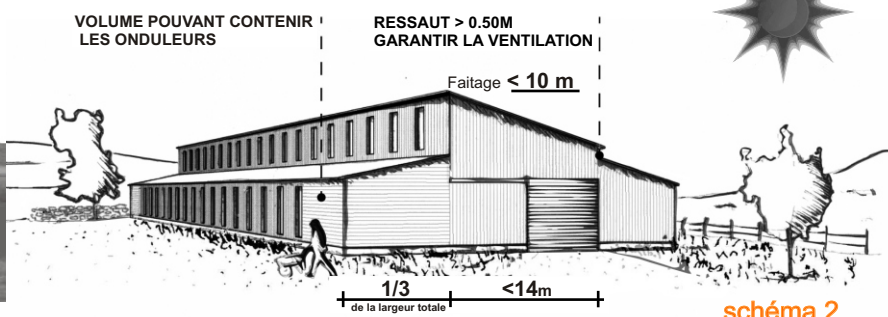 VOLUME POUVANT CONTENIR
LES ONDULEURS
RESSAUT > 0.50M
GARANTIR LA VENTILATION
Faitage < 10 m
1/3
de la largeur totale
<14m
schéma 2